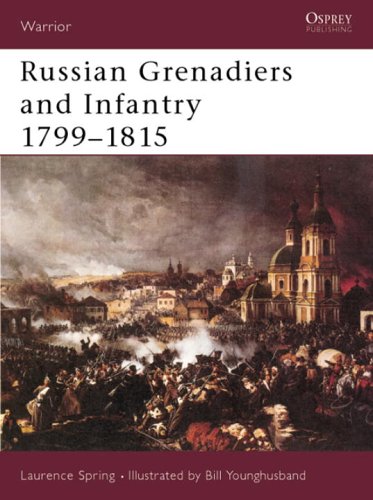 Warrior
OSPREY
PUBLISHING
Russian Grenadiers
and Infantry
1799–1815
Laurence Spring • Illustrated by Bill Younghusband